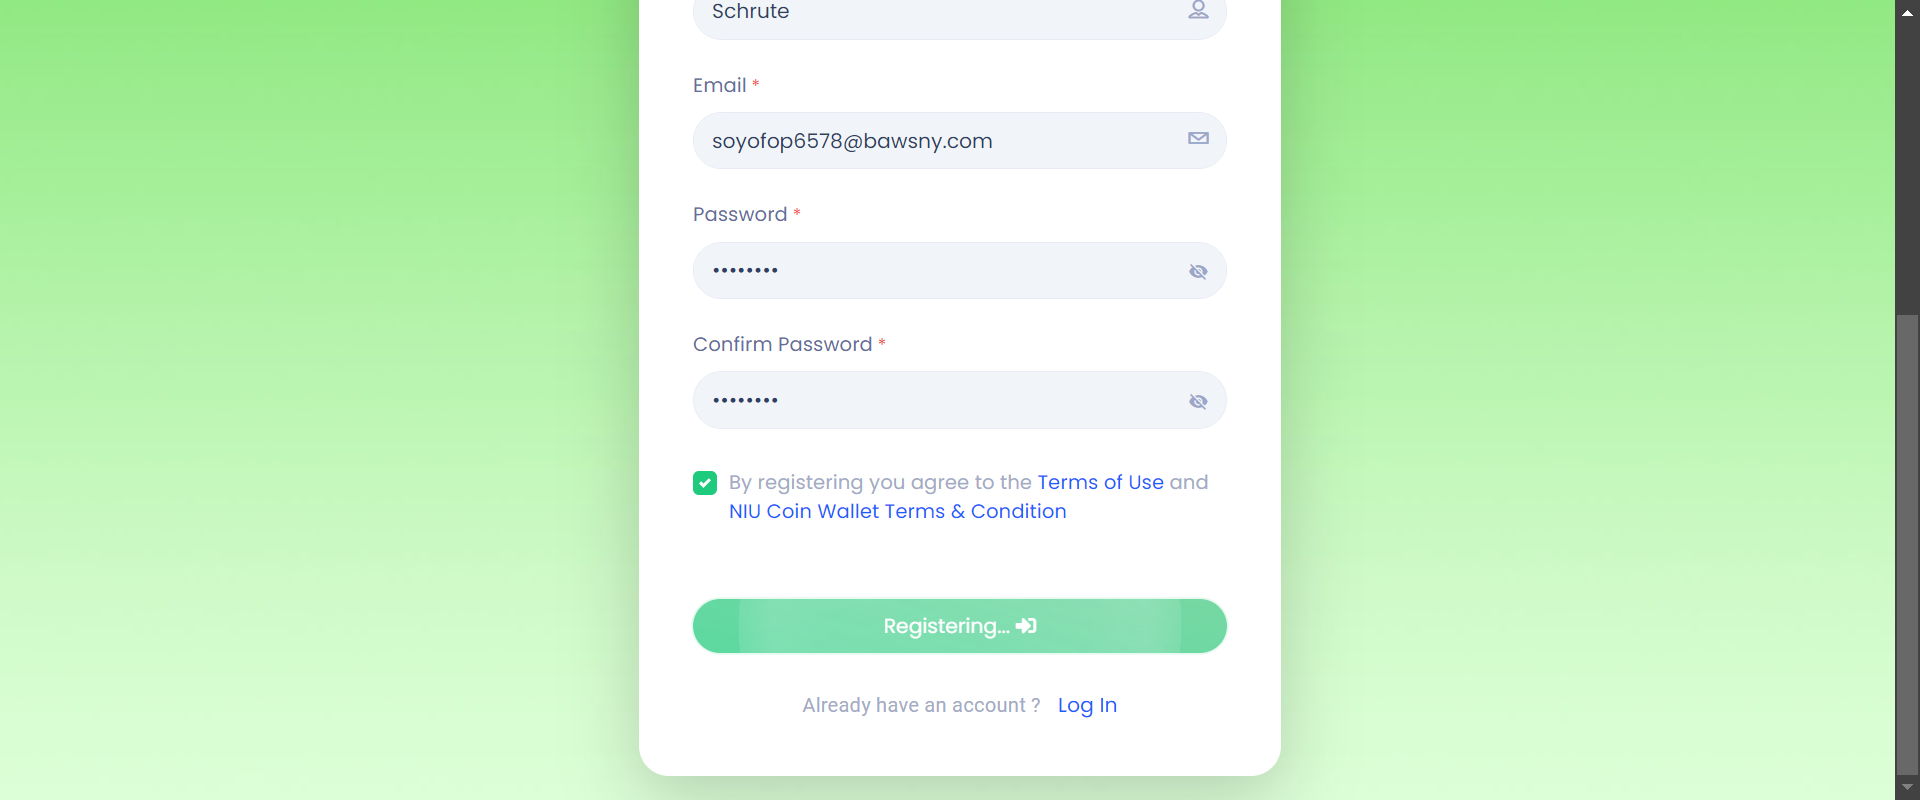 Schrute
Email *
soyofop6578@bawsny.com
Password *
••••••••
Confirm Password *
••••••••
By registering you agree to the Terms of Use and
NIU Coin Wallet Terms & Condition
Registering...
Already have an account ? Log In